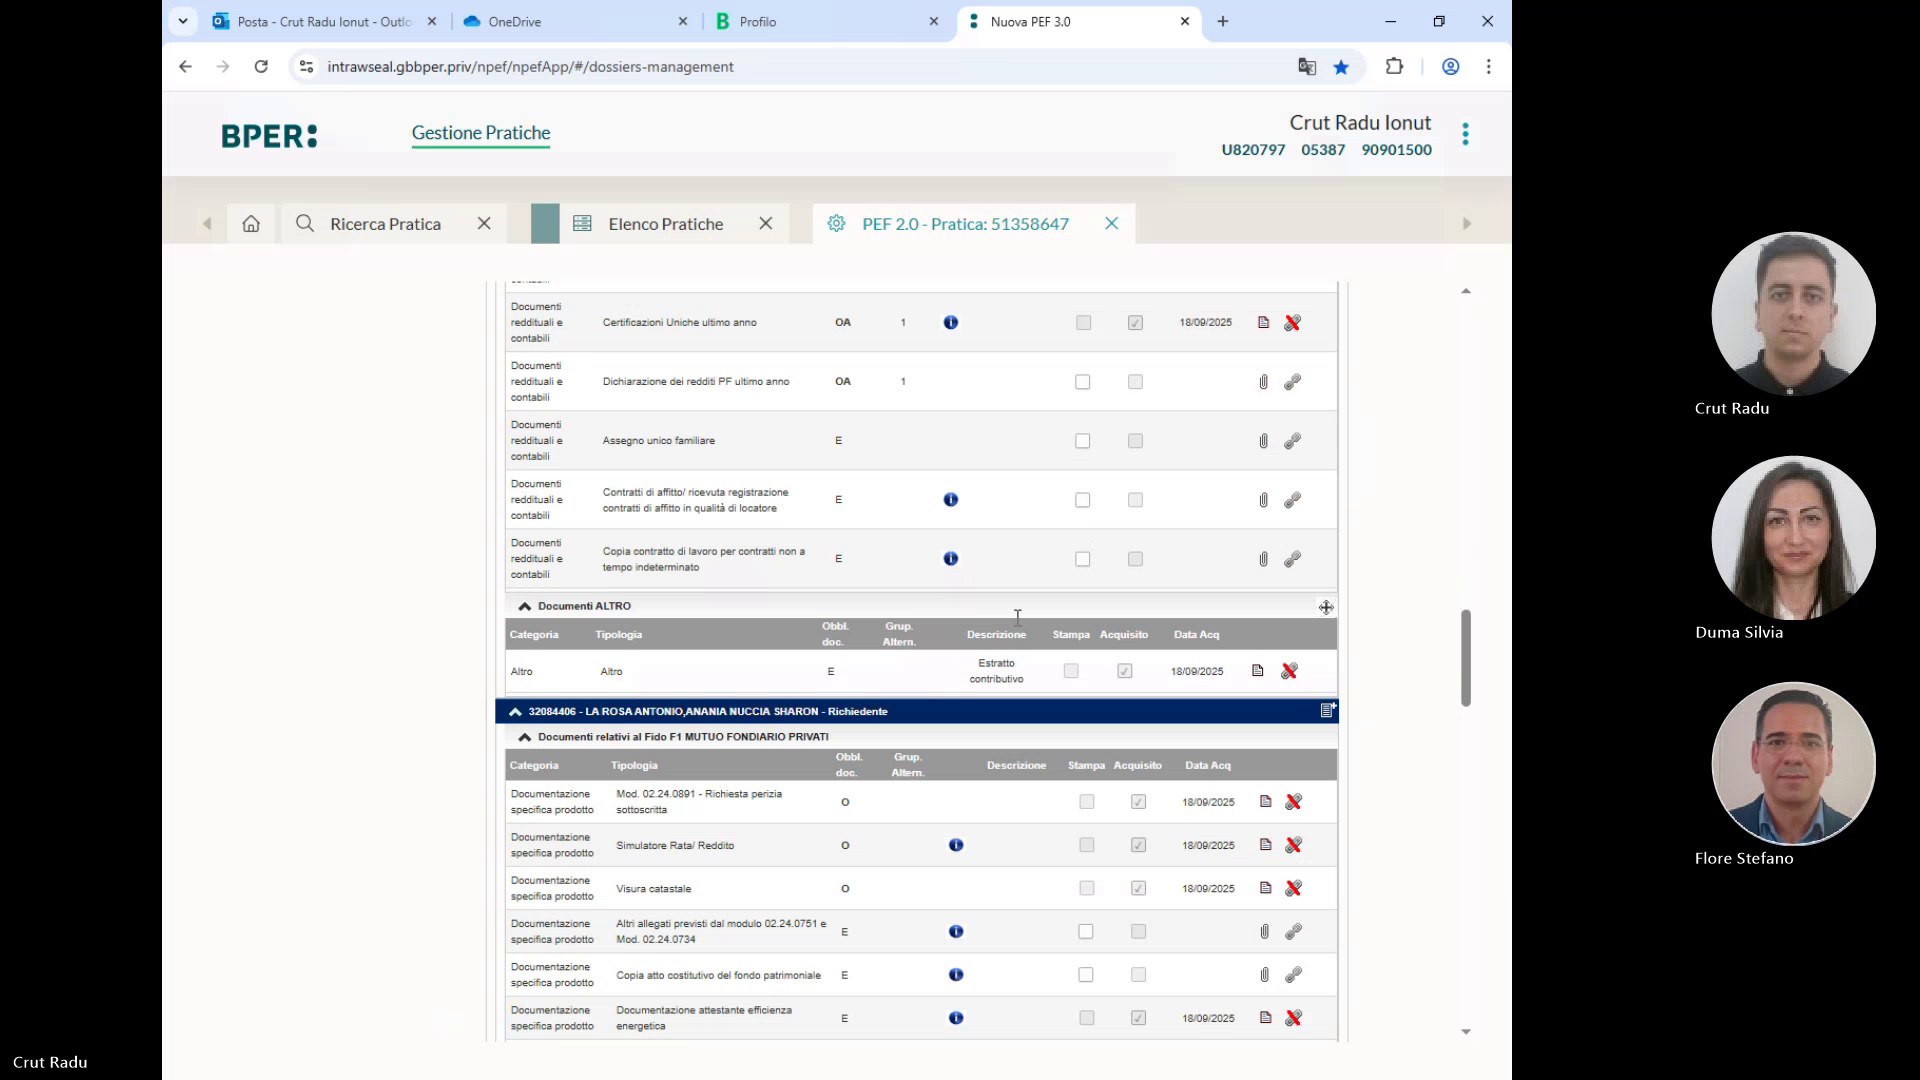 Posta - Crut Radu Ionut - Outlo
OneDrive
Profilo
Nuova PEF 3.0
intrawseal.gbbper.priv/npef/npefApp/#/dossiers-management
BPER:
Gestione Pratiche
Crut Radu Ionut
U820797 05387 90901500
Ricerca Pratica
Elenco Pratiche
PEF 2.0 - Pratica: 51358647
contabili
Documenti reddituali e contabili Certificazioni Uniche ultimo anno OA 1 18/09/2025
Documenti reddituali e contabili Dichiarazione dei redditi PF ultimo anno OA 1
Documenti reddituali e contabili Assegno unico familiare E
Documenti reddituali e contabili Contratti di affitto/ ricevuta registrazione contratti di affitto in qualità di locatore E
Documenti reddituali e contabili Copia contratto di lavoro per contratti non a tempo indeterminato E
Documenti ALTRO
Categoria Tipologia Obbl. doc. Grup. Altern. Descrizione Stampa Acquisito Data Acq
Altro Altro E Estratto contributivo 18/09/2025
32084406 - LA ROSA ANTONIO,ANANIA NUCCIA SHARON - Richiedente
Documenti relativi al Fido F1 MUTUO FONDIARIO PRIVATI
Categoria Tipologia Obbl. doc. Grup. Altern. Descrizione Stampa Acquisito Data Acq
Documentazione specifica prodotto Mod. 02.24.0891 - Richiesta perizia sottoscritta O 18/09/2025
Documentazione specifica prodotto Simulatore Rata/ Reddito O 18/09/2025
Documentazione specifica prodotto Visura catastale O 18/09/2025
Documentazione specifica prodotto Altri allegati previsti dal modulo 02.24.0751 e Mod. 02.24.0734 E
Documentazione specifica prodotto Copia atto costitutivo del fondo patrimoniale E
Documentazione specifica prodotto Documentazione attestante efficienza energetica E 18/09/2025
Crut Radu
Duma Silvia
Flore Stefano
Crut Radu